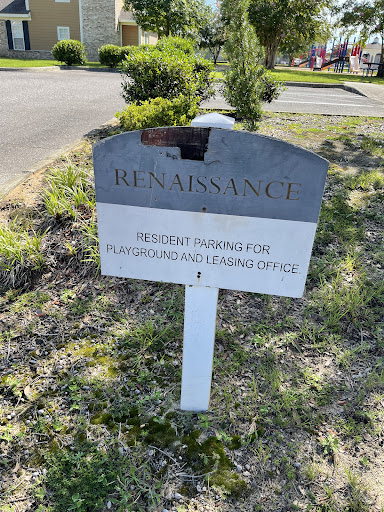 RENAISSANCE
RESIDENT PARKING FOR
PLAYGROUND AND LEASING OFFICE